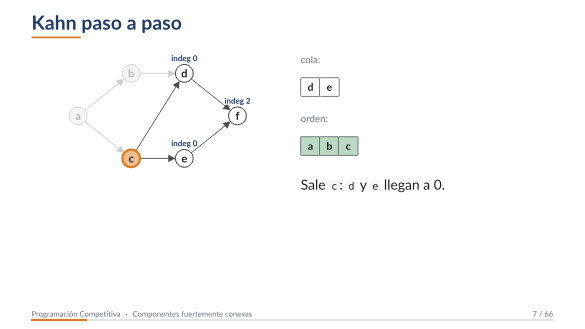 Kahn paso a paso
indeg 0
b
d
cola:
d e
indeg 2
a
f
orden:
indeg 0
a b c
c
e
Sale c: d y e llegan a 0.
Programación Competitiva · Componentes fuertemente conexas
7 / 66